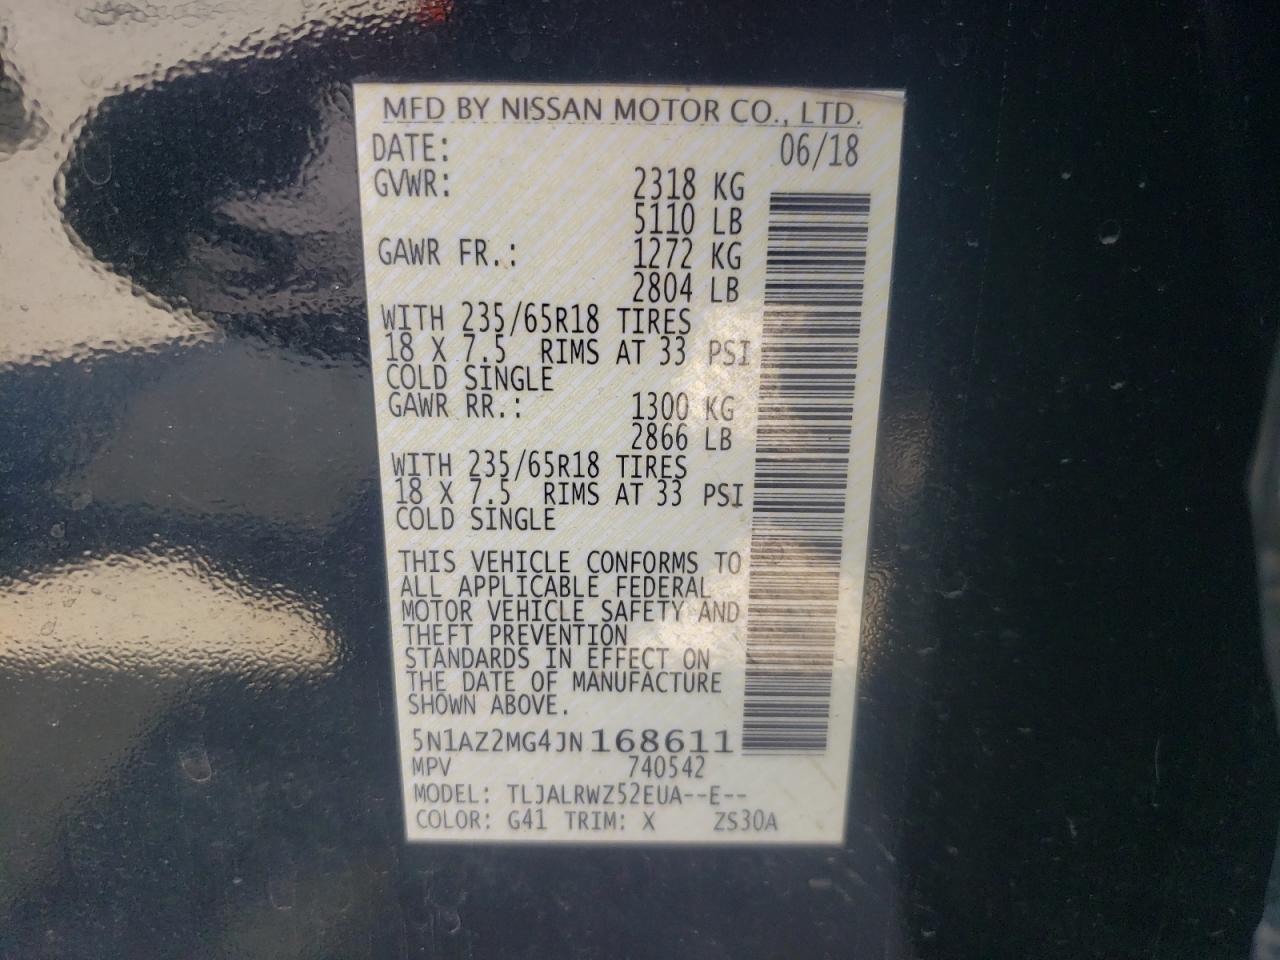 MFD BY NISSAN MOTOR CO., LTD.
DATE: 06/18
GVWR: 2318 KG
5110 LB
GAWR FR.: 1272 KG
2804 LB
WITH 235/65R18 TIRES
18 X 7.5 RIMS AT 33 PSI
COLD SINGLE
GAWR RR.: 1300 KG
2866 LB
WITH 235/65R18 TIRES
18 X 7.5 RIMS AT 33 PSI
COLD SINGLE
THIS VEHICLE CONFORMS TO
ALL APPLICABLE FEDERAL
MOTOR VEHICLE SAFETY AND
THEFT PREVENTION
STANDARDS IN EFFECT ON
THE DATE OF MANUFACTURE
SHOWN ABOVE.
5N1AZ2MG4JN168611
MPV 740542
MODEL: TLJALRWZ52EUA--E--
COLOR: G41 TRIM: X ZS30A